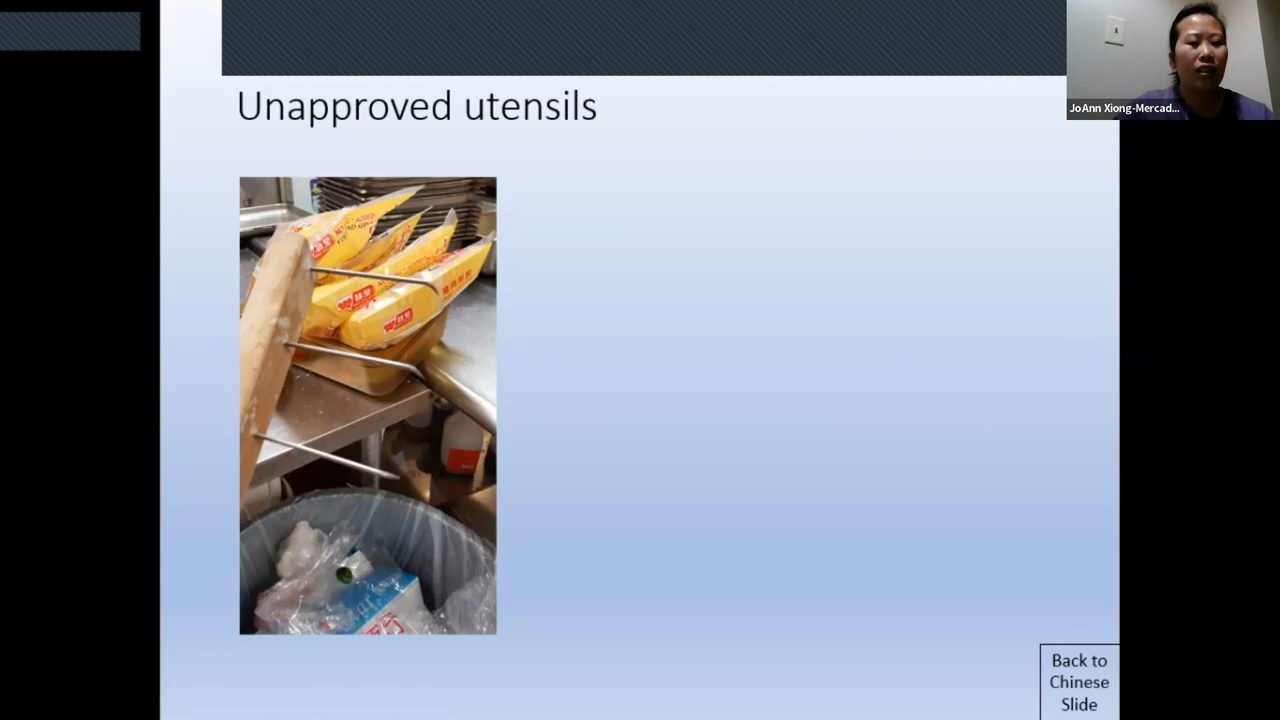 Unapproved utensils
JoAnn Xiong-Mercad...
Back to
Chinese
Slide